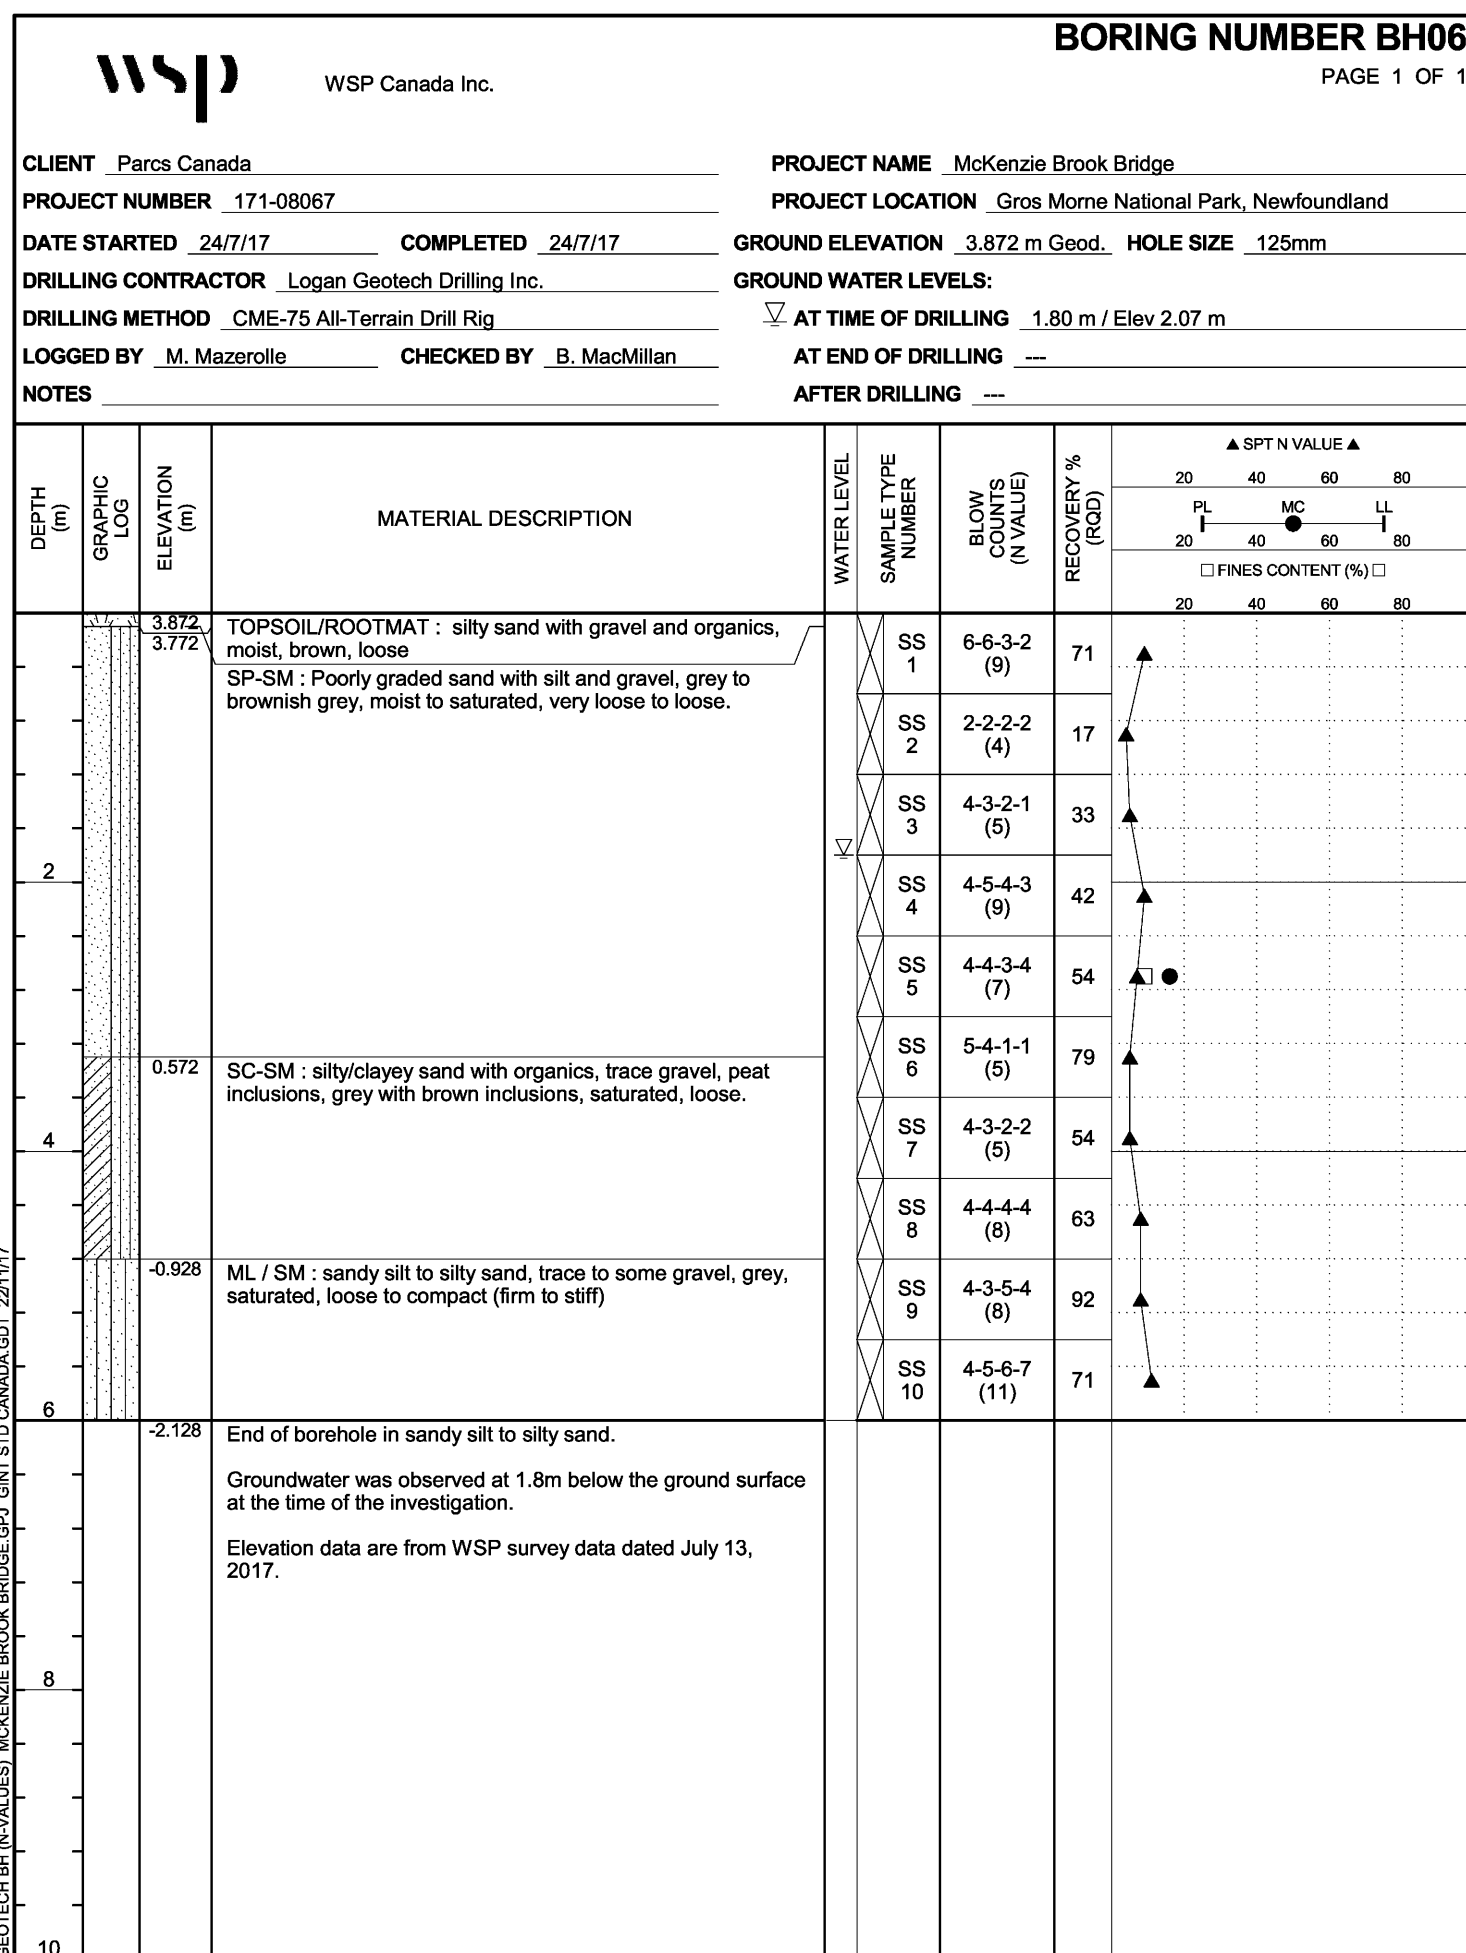 BORING NUMBER BH06
PAGE 1 OF 1
wsp
WSP Canada Inc.
CLIENT Parcs Canada
PROJECT NAME McKenzie Brook Bridge
PROJECT NUMBER 171-08067
PROJECT LOCATION Gros Morne National Park, Newfoundland
DATE STARTED 24/7/17 COMPLETED 24/7/17
GROUND ELEVATION 3.872 m Geod. HOLE SIZE 125mm
DRILLING CONTRACTOR Logan Geotech Drilling Inc.
GROUND WATER LEVELS:
DRILLING METHOD CME-75 All-Terrain Drill Rig
AT TIME OF DRILLING 1.80 m / Elev 2.07 m
LOGGED BY M. Mazerolle CHECKED BY B. MacMillan
AT END OF DRILLING ---
NOTES
AFTER DRILLING ---
DEPTH
(m)
GRAPHIC
LOG
ELEVATION
(m)
MATERIAL DESCRIPTION
WATER LEVEL
SAMPLE TYPE
NUMBER
BLOW
COUNTS
(N VALUE)
RECOVERY %
(RQD)
▲ SPT N VALUE ▲
20 40 60 80
PL MC LL
20 40 60 80
□ FINES CONTENT (%) □
20 40 60 80
3.872
3.772
TOPSOIL/ROOTMAT : silty sand with gravel and organics,
moist, brown, loose
SP-SM : Poorly graded sand with silt and gravel, grey to
brownish grey, moist to saturated, very loose to loose.
SS
1
6-6-3-2
(9)
71
SS
2
2-2-2-2
(4)
17
SS
3
4-3-2-1
(5)
33
2
SS
4
4-5-4-3
(9)
42
SS
5
4-4-3-4
(7)
54
0.572
SC-SM : silty/clayey sand with organics, trace gravel, peat
inclusions, grey with brown inclusions, saturated, loose.
SS
6
5-4-1-1
(5)
79
4
SS
7
4-3-2-2
(5)
54
SS
8
4-4-4-4
(8)
63
-0.928
ML / SM : sandy silt to silty sand, trace to some gravel, grey,
saturated, loose to compact (firm to stiff)
SS
9
4-3-5-4
(8)
92
SS
10
4-5-6-7
(11)
71
6
-2.128
End of borehole in sandy silt to silty sand.
Groundwater was observed at 1.8m below the ground surface
at the time of the investigation.
Elevation data are from WSP survey data dated July 13,
2017.
8
10
GEOTECH BH (N-VALUES) MCKENZIE BROOK BRIDGE.GPJ GINT STD CANADA.GDT 22/11/17